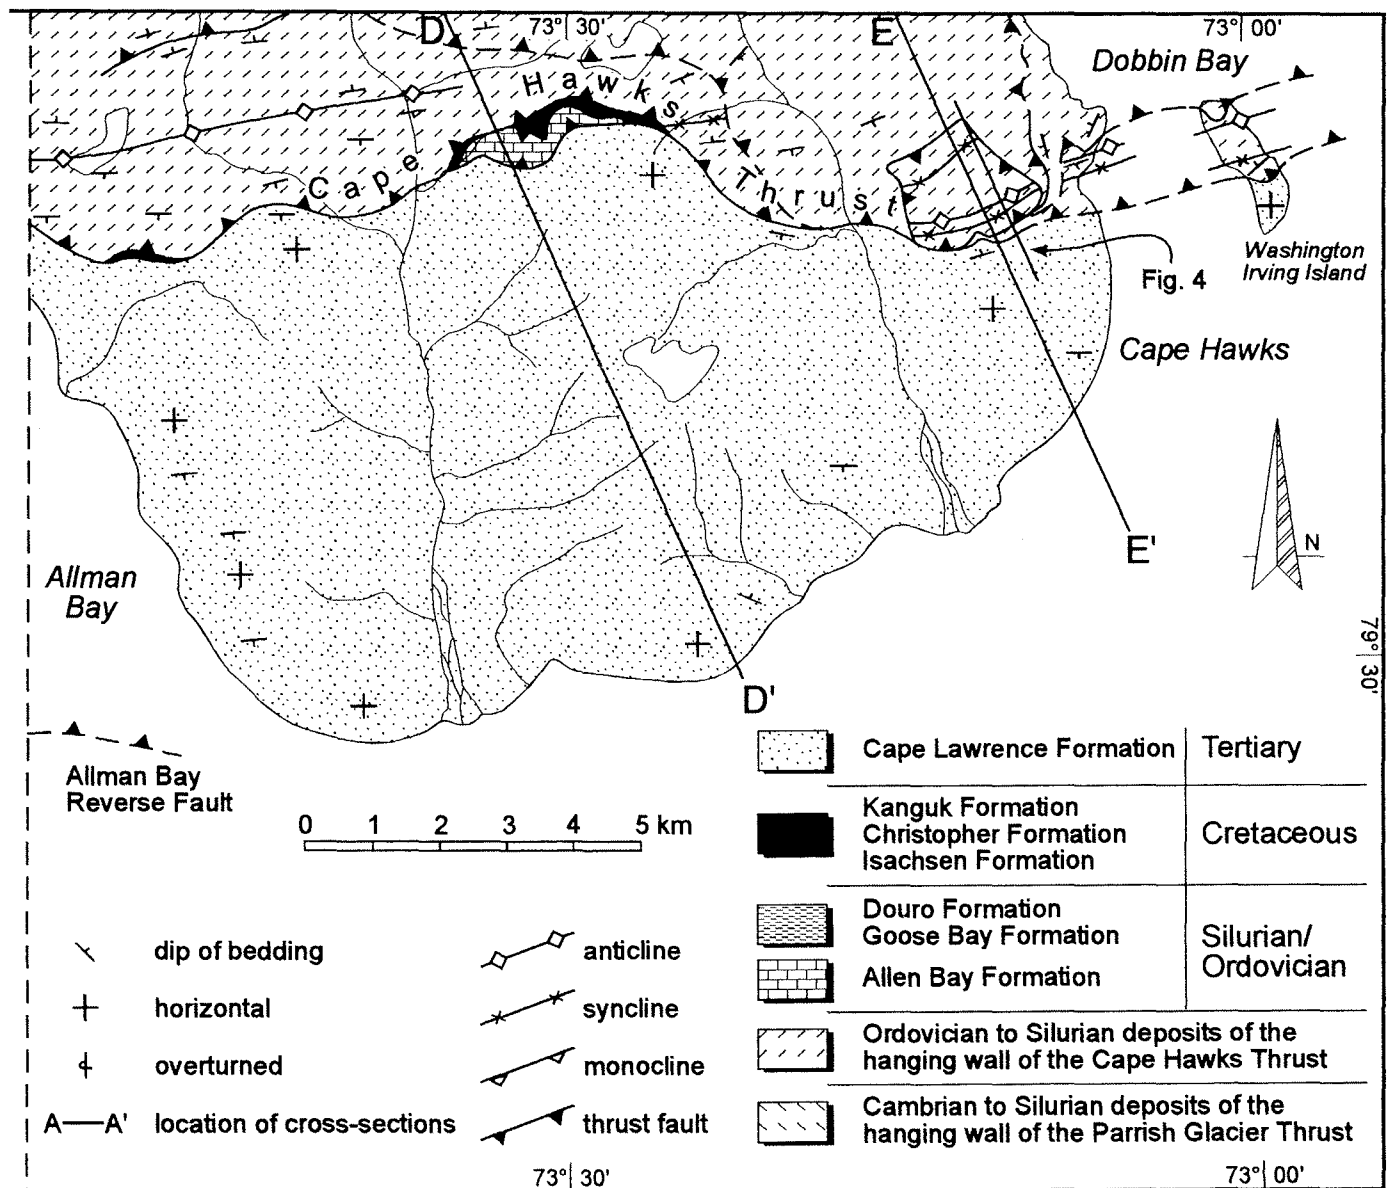 D
73° 30'
E
73° 00'
Dobbin Bay
Hawks
Cape
Thrust
Washington
Irving Island
Fig. 4
Cape Hawks
N
E'
Allman
Bay
79° 30'
D'
Allman Bay
Reverse Fault
0 1 2 3 4 5 km
Cape Lawrence Formation
Tertiary
Kanguk Formation
Christopher Formation
Isachsen Formation
Cretaceous
Douro Formation
Goose Bay Formation
Allen Bay Formation
Silurian/
Ordovician
Ordovician to Silurian deposits of the
hanging wall of the Cape Hawks Thrust
Cambrian to Silurian deposits of the
hanging wall of the Parrish Glacier Thrust
dip of bedding
horizontal
overturned
A—A' location of cross-sections
anticline
syncline
monocline
thrust fault
73° 30'
73° 00'